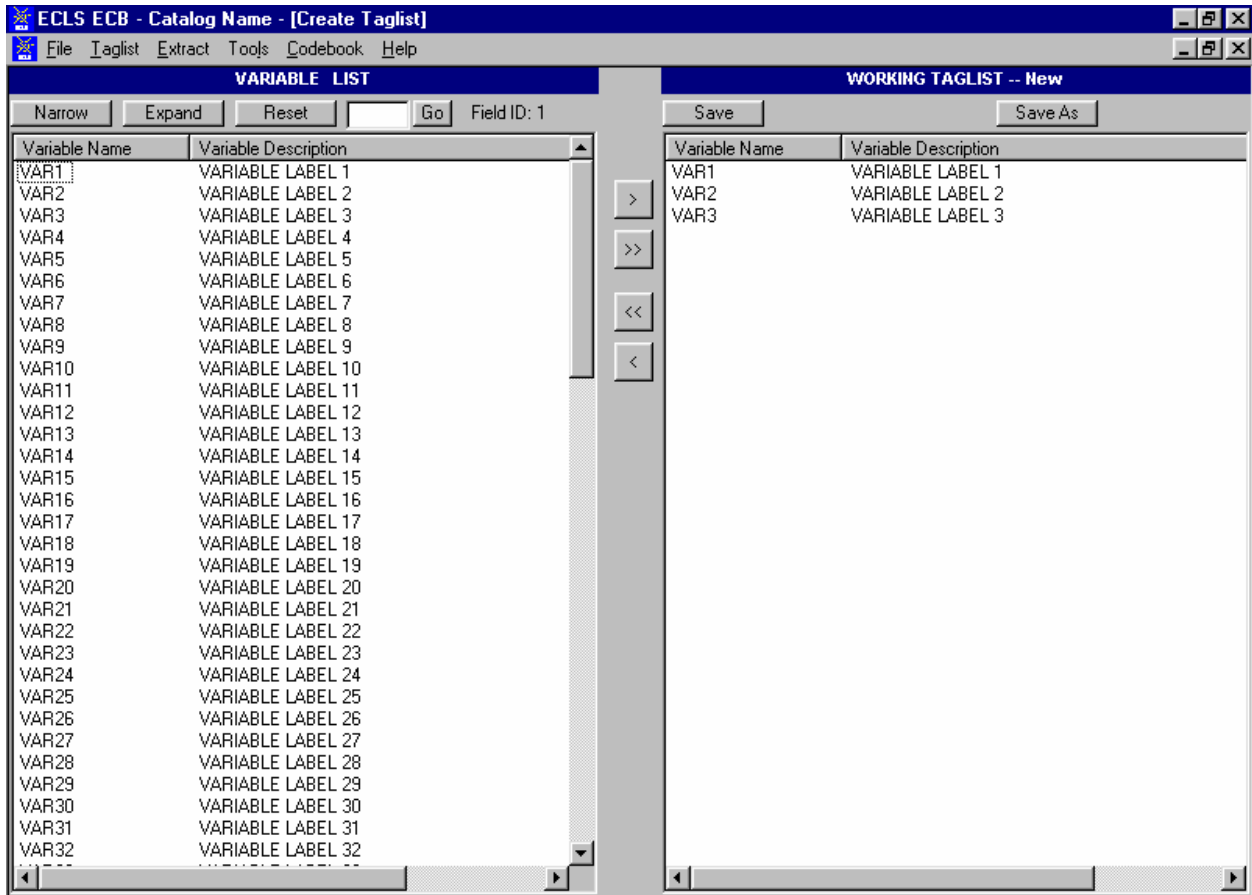 ECLS ECB - Catalog Name - [Create Taglist]
File Taglist Extract Tools Codebook Help
VARIABLE LIST
Narrow Expand Reset Go Field ID: 1
Variable Name Variable Description
VAR1 VARIABLE LABEL 1
VAR2 VARIABLE LABEL 2
VAR3 VARIABLE LABEL 3
VAR4 VARIABLE LABEL 4
VAR5 VARIABLE LABEL 5
VAR6 VARIABLE LABEL 6
VAR7 VARIABLE LABEL 7
VAR8 VARIABLE LABEL 8
VAR9 VARIABLE LABEL 9
VAR10 VARIABLE LABEL 10
VAR11 VARIABLE LABEL 11
VAR12 VARIABLE LABEL 12
VAR13 VARIABLE LABEL 13
VAR14 VARIABLE LABEL 14
VAR15 VARIABLE LABEL 15
VAR16 VARIABLE LABEL 16
VAR17 VARIABLE LABEL 17
VAR18 VARIABLE LABEL 18
VAR19 VARIABLE LABEL 19
VAR20 VARIABLE LABEL 20
VAR21 VARIABLE LABEL 21
VAR22 VARIABLE LABEL 22
VAR23 VARIABLE LABEL 23
VAR24 VARIABLE LABEL 24
VAR25 VARIABLE LABEL 25
VAR26 VARIABLE LABEL 26
VAR27 VARIABLE LABEL 27
VAR28 VARIABLE LABEL 28
VAR29 VARIABLE LABEL 29
VAR30 VARIABLE LABEL 30
VAR31 VARIABLE LABEL 31
VAR32 VARIABLE LABEL 32
>
>>
<<
<
WORKING TAGLIST -- New
Save Save As
Variable Name Variable Description
VAR1 VARIABLE LABEL 1
VAR2 VARIABLE LABEL 2
VAR3 VARIABLE LABEL 3